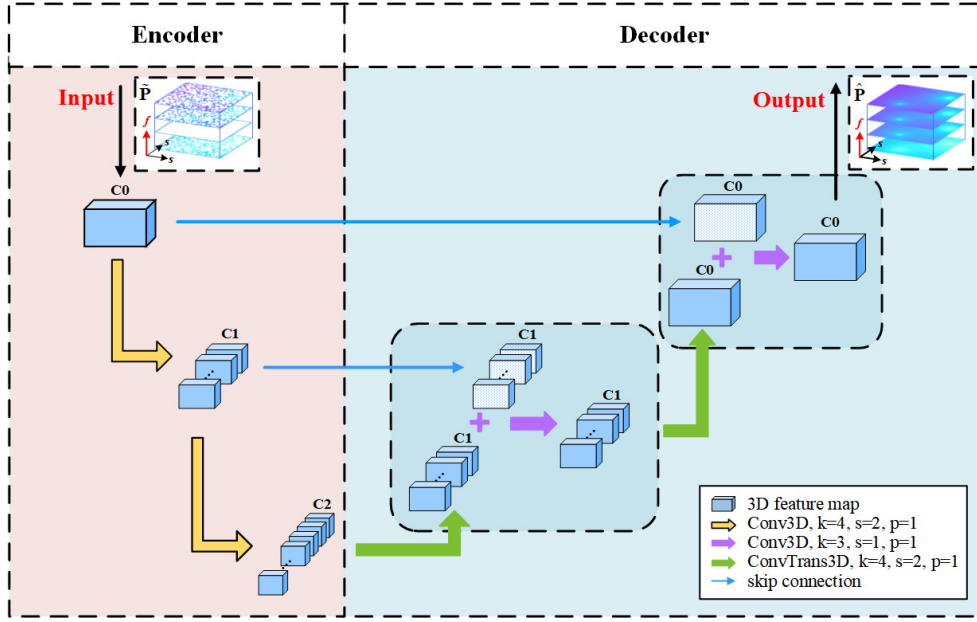 Encoder
Decoder
Input
P̃
f
s
s
Output
P̂
f
s
s
C0
C0
C0
C0
C1
C1
C1
C1
C2
+
+
3D feature map
Conv3D, k=4, s=2, p=1
Conv3D, k=3, s=1, p=1
ConvTrans3D, k=4, s=2, p=1
skip connection